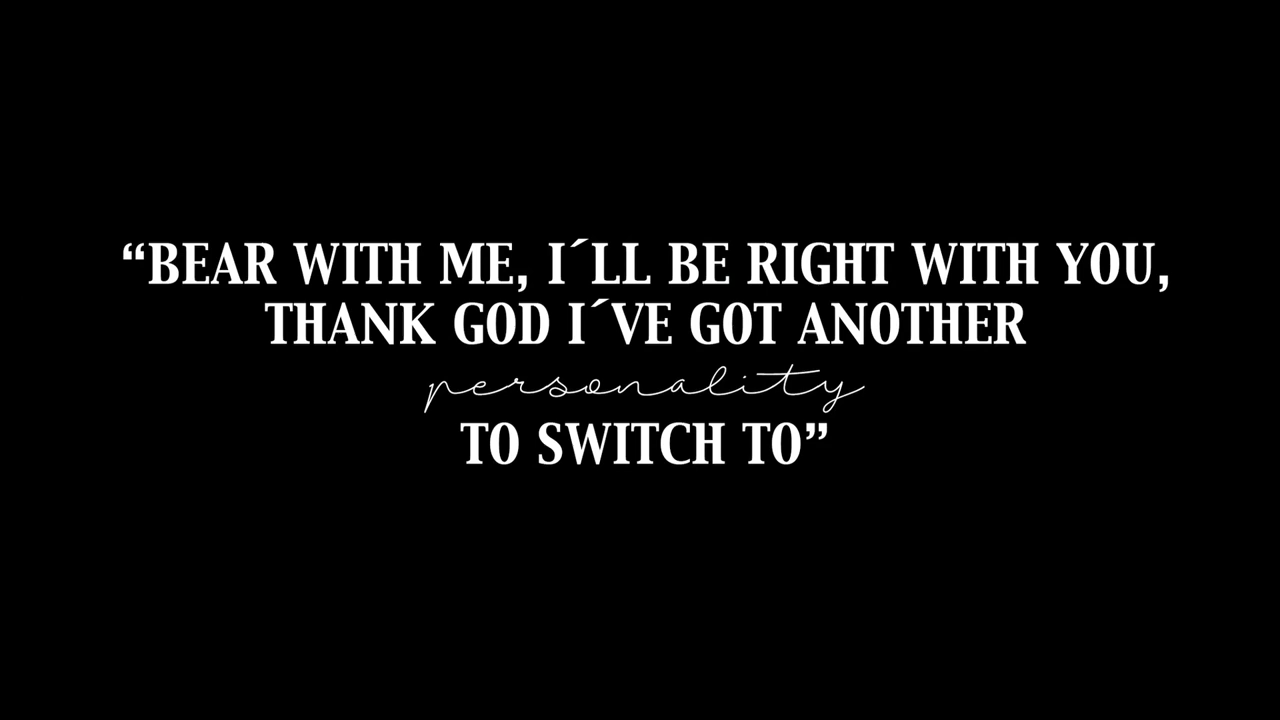 “BEAR WITH ME, I´LL BE RIGHT WITH YOU,
THANK GOD I´VE GOT ANOTHER
personality
TO SWITCH TO”